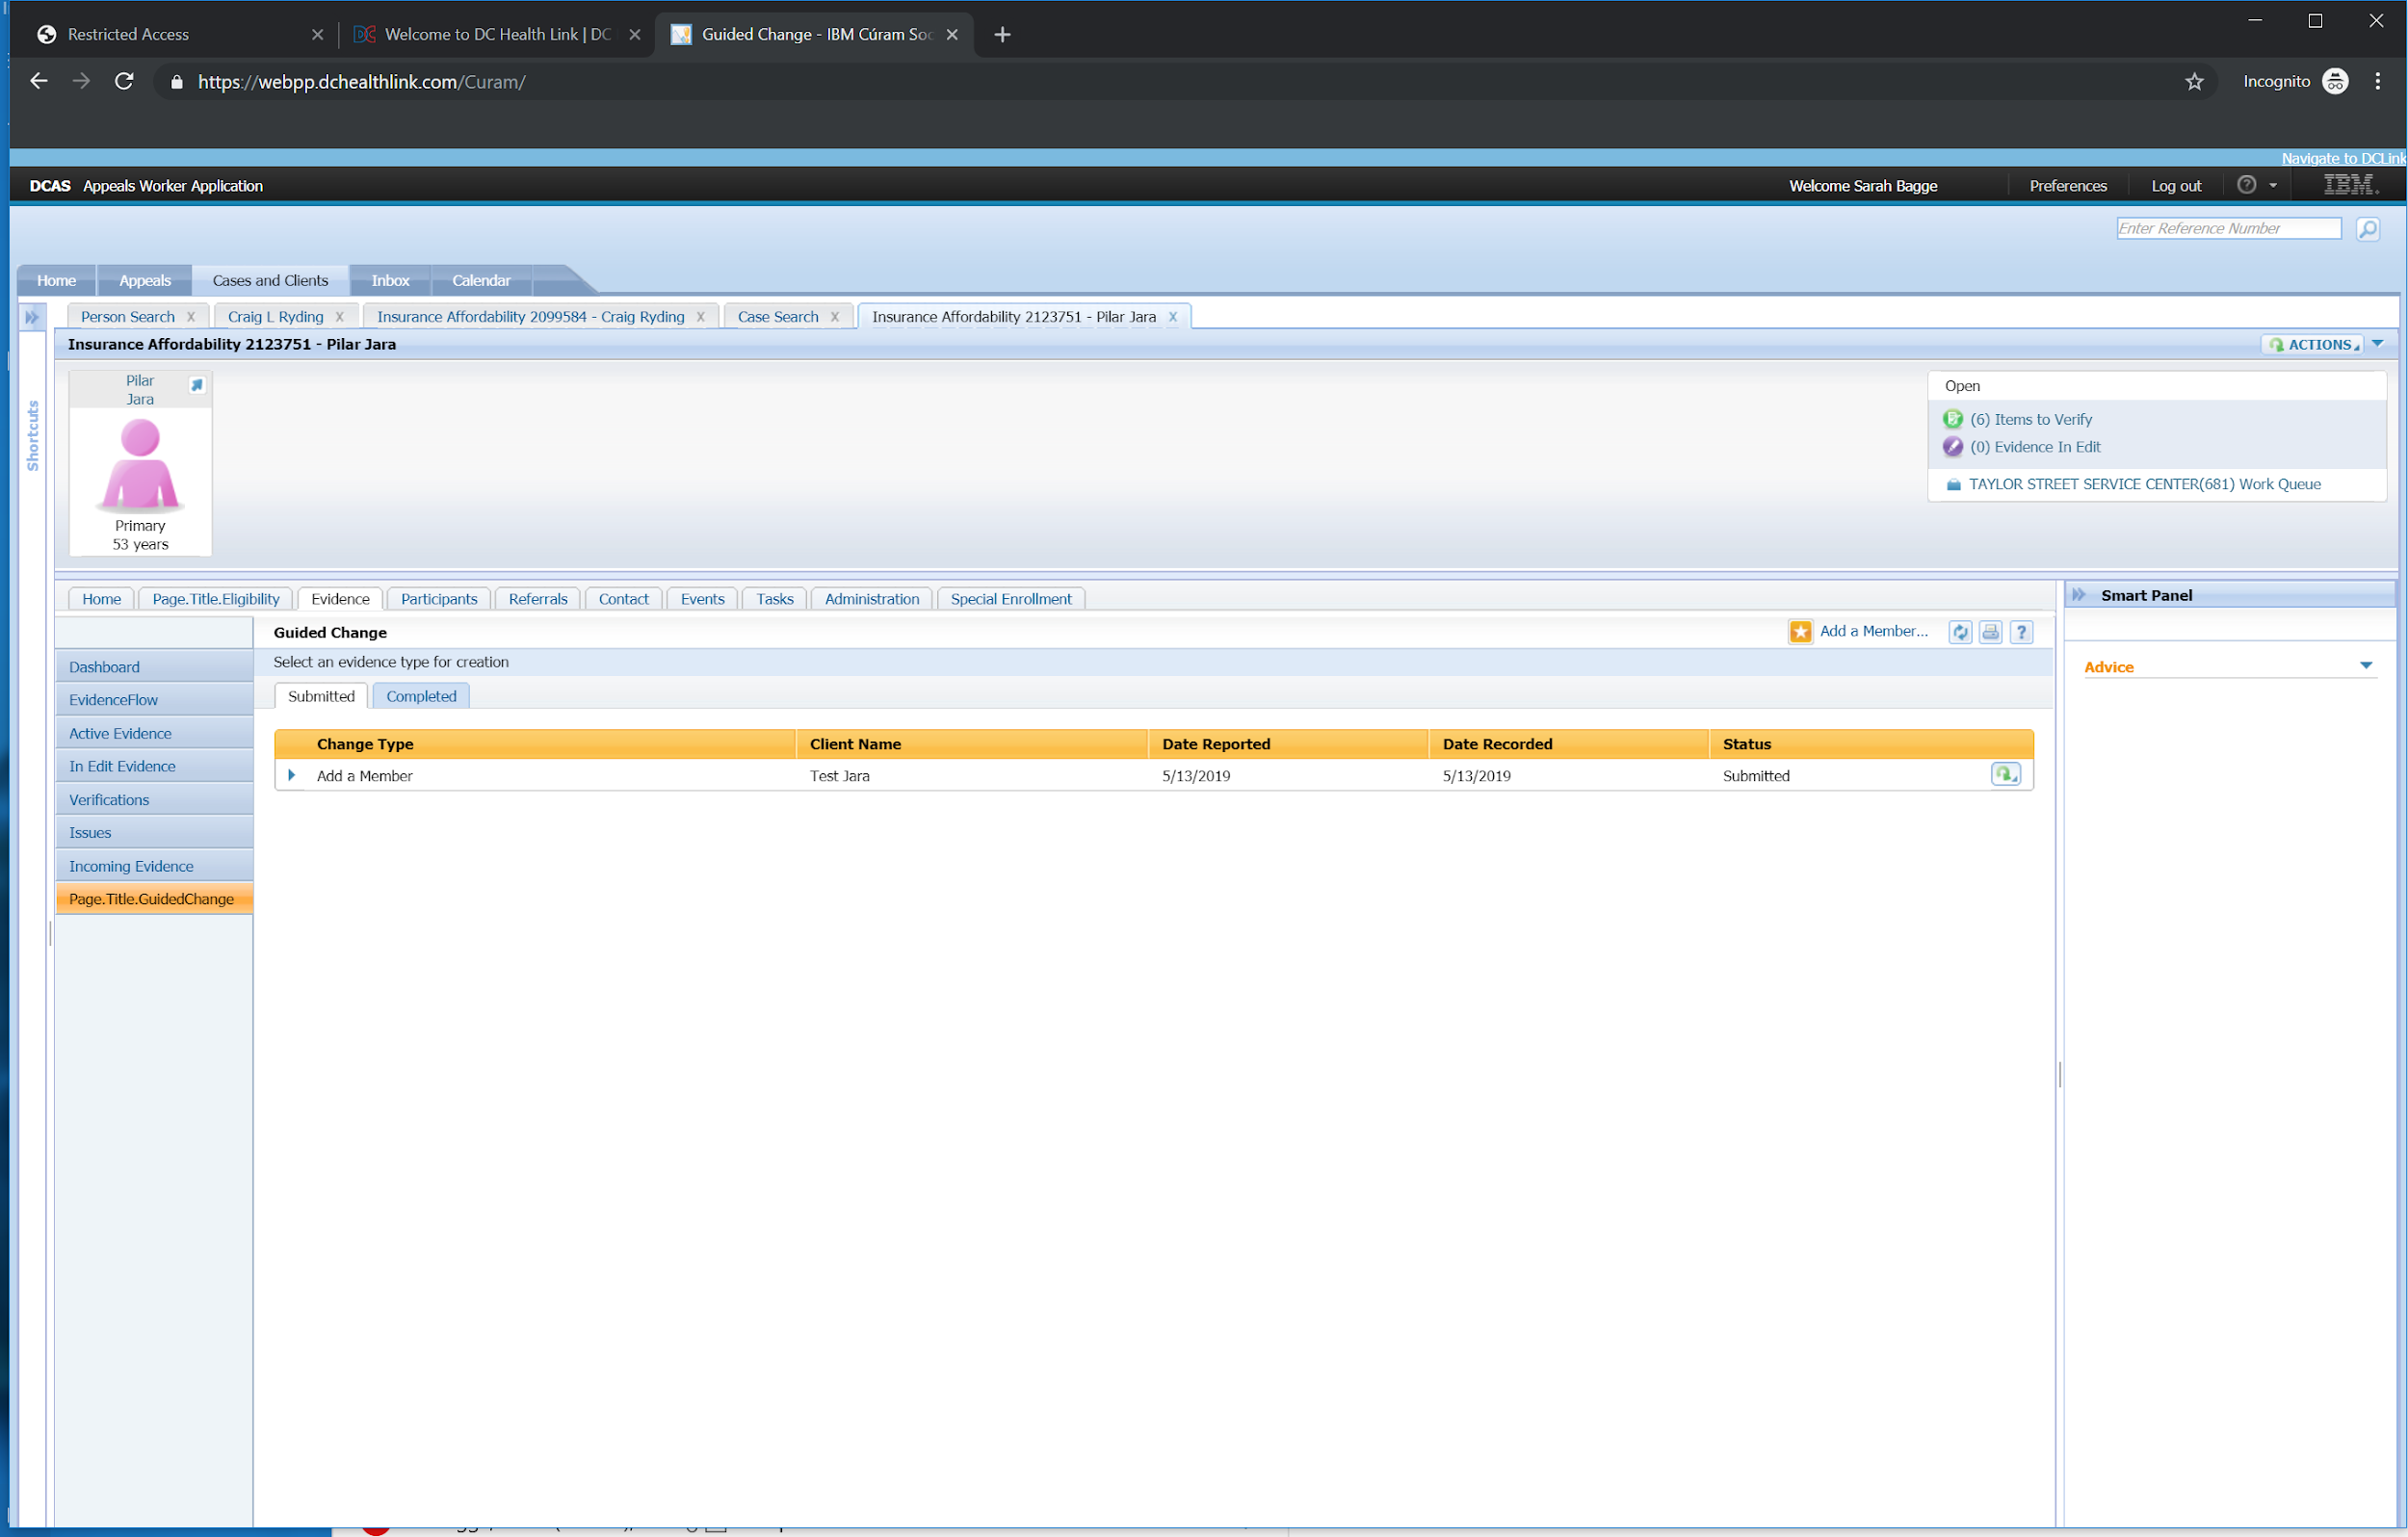 Restricted Access
Welcome to DC Health Link | DC
Guided Change - IBM Cúram Soc
https://webpp.dchealthlink.com/Curam/
Incognito
Navigate to DCLink
DCAS Appeals Worker Application
Welcome Sarah Bagge
Preferences
Log out
IBM.
Enter Reference Number
Home
Appeals
Cases and Clients
Inbox
Calendar
Person Search X
Craig L Ryding X
Insurance Affordability 2099584 - Craig Ryding X
Case Search X
Insurance Affordability 2123751 - Pilar Jara X
Insurance Affordability 2123751 - Pilar Jara
ACTIONS
Shortcuts
Pilar
Jara
Primary
53 years
Open
(6) Items to Verify
(0) Evidence In Edit
TAYLOR STREET SERVICE CENTER(681) Work Queue
Home
Page.Title.Eligibility
Evidence
Participants
Referrals
Contact
Events
Tasks
Administration
Special Enrollment
Smart Panel
Guided Change
Add a Member...
?
Select an evidence type for creation
Advice
Dashboard
EvidenceFlow
Active Evidence
In Edit Evidence
Verifications
Issues
Incoming Evidence
Page.Title.GuidedChange
Submitted
Completed
Change Type Client Name Date Reported Date Recorded Status
Add a Member Test Jara 5/13/2019 5/13/2019 Submitted